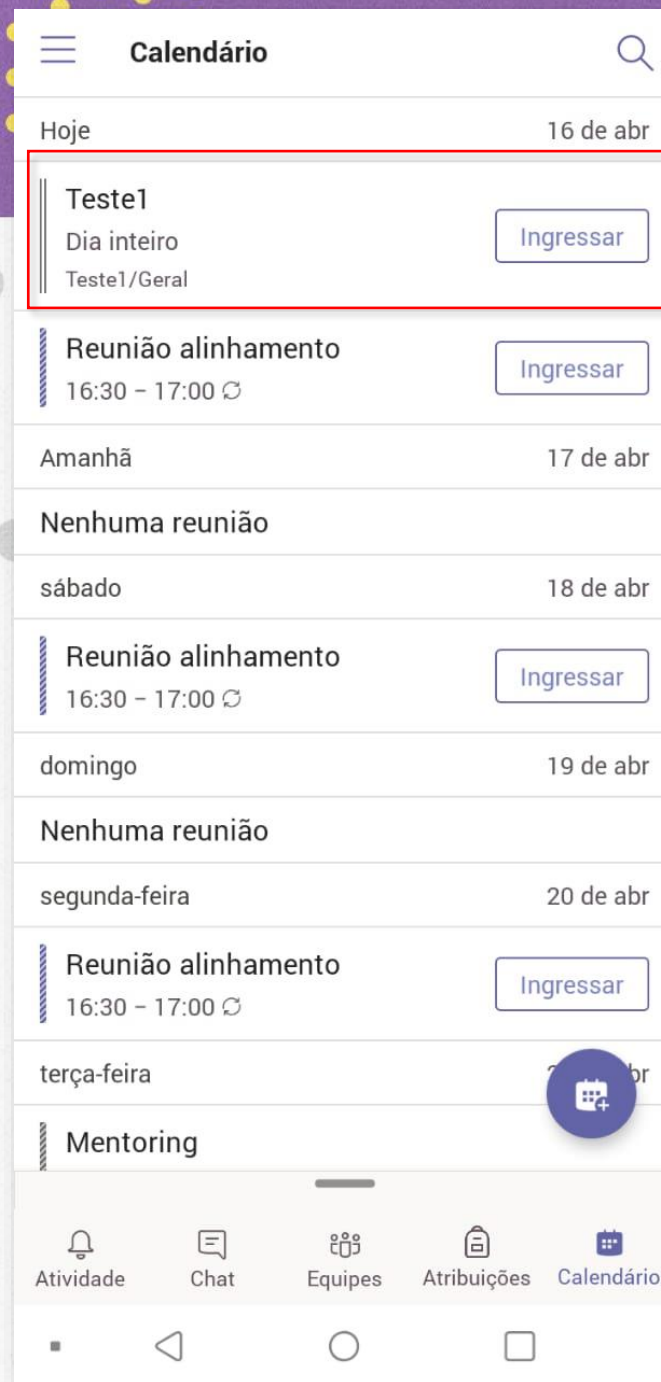 Calendário
Hoje 16 de abr
Teste1
Dia inteiro
Teste1/Geral
Ingressar
Reunião alinhamento
16:30 – 17:00
Ingressar
Amanhã 17 de abr
Nenhuma reunião
sábado 18 de abr
Reunião alinhamento
16:30 – 17:00
Ingressar
domingo 19 de abr
Nenhuma reunião
segunda-feira 20 de abr
Reunião alinhamento
16:30 – 17:00
Ingressar
terça-feira
Mentoring
Atividade Chat Equipes Atribuições Calendário